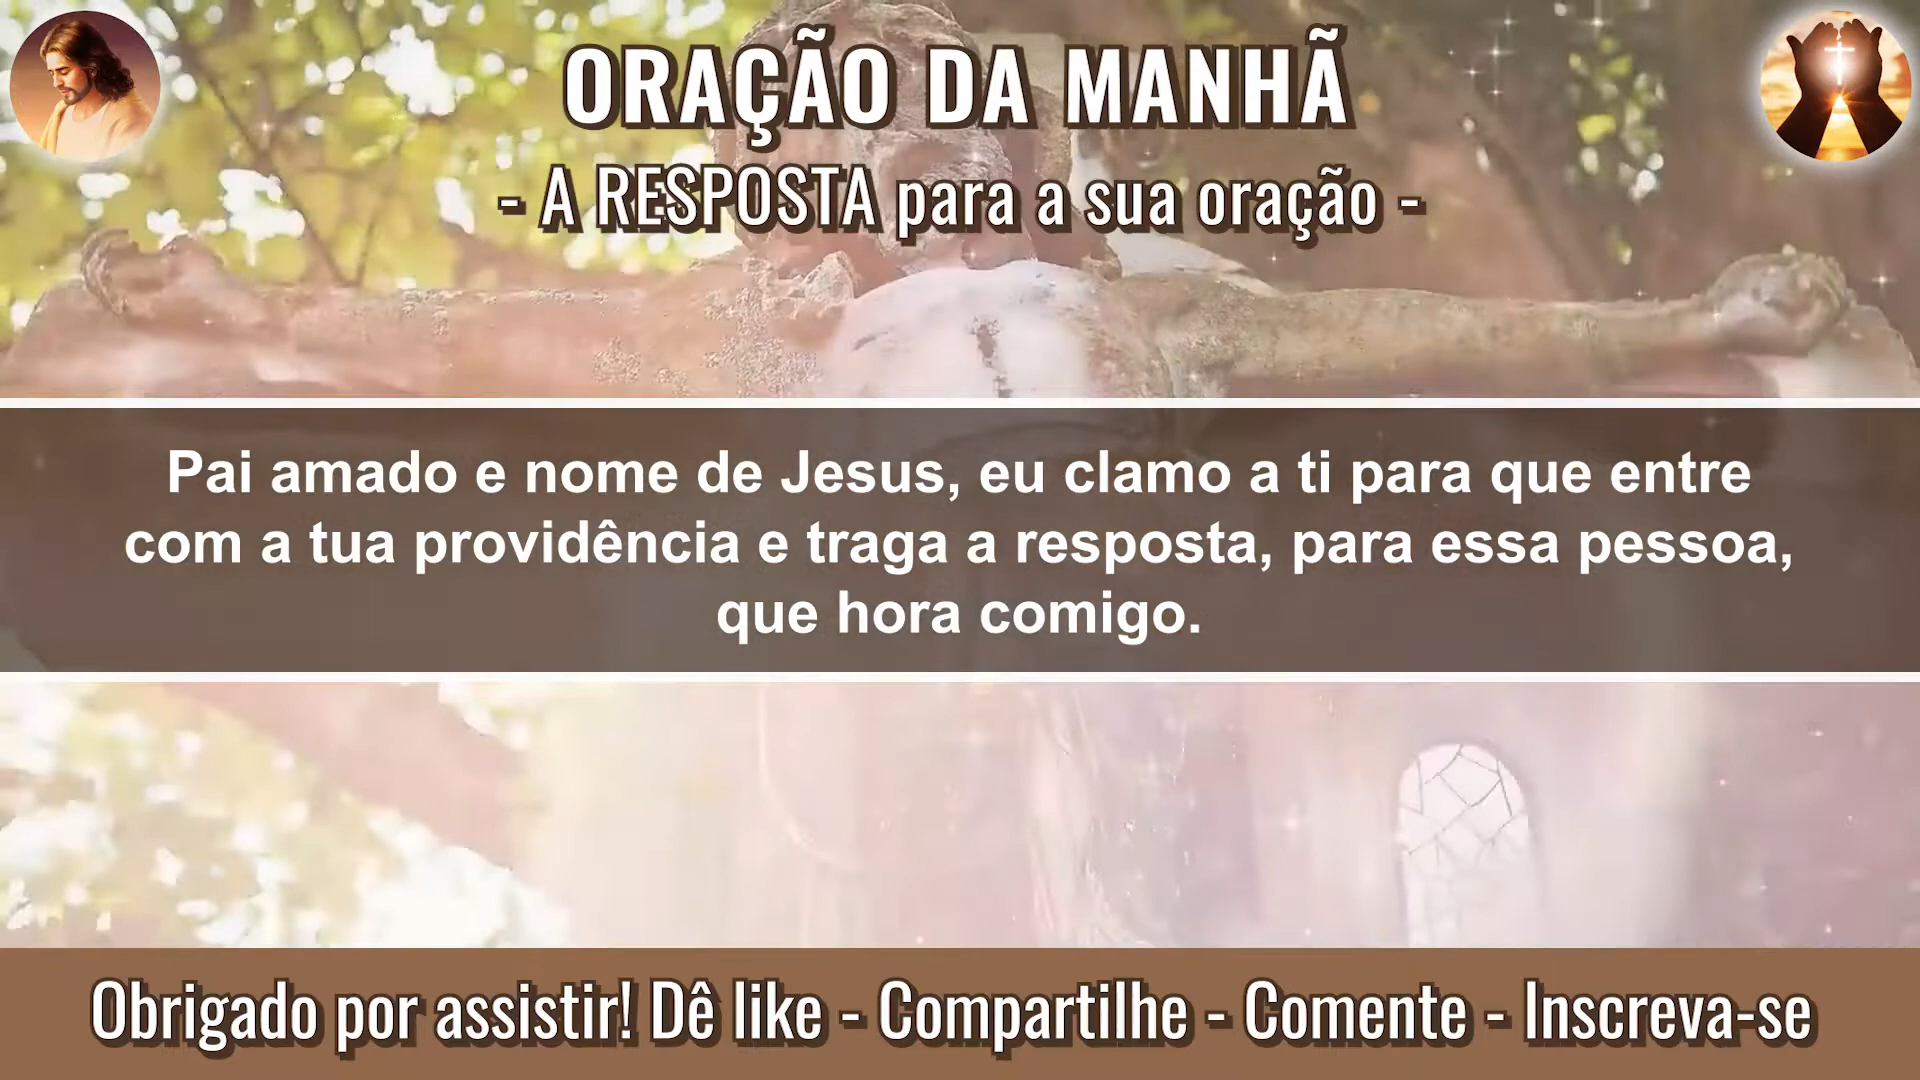 ORAÇÃO DA MANHÃ
- A RESPOSTA para a sua oração -
Pai amado e nome de Jesus, eu clamo a ti para que entre
com a tua providência e traga a resposta, para essa pessoa,
que hora comigo.
Obrigado por assistir! Dê like - Compartilhe - Comente - Inscreva-se